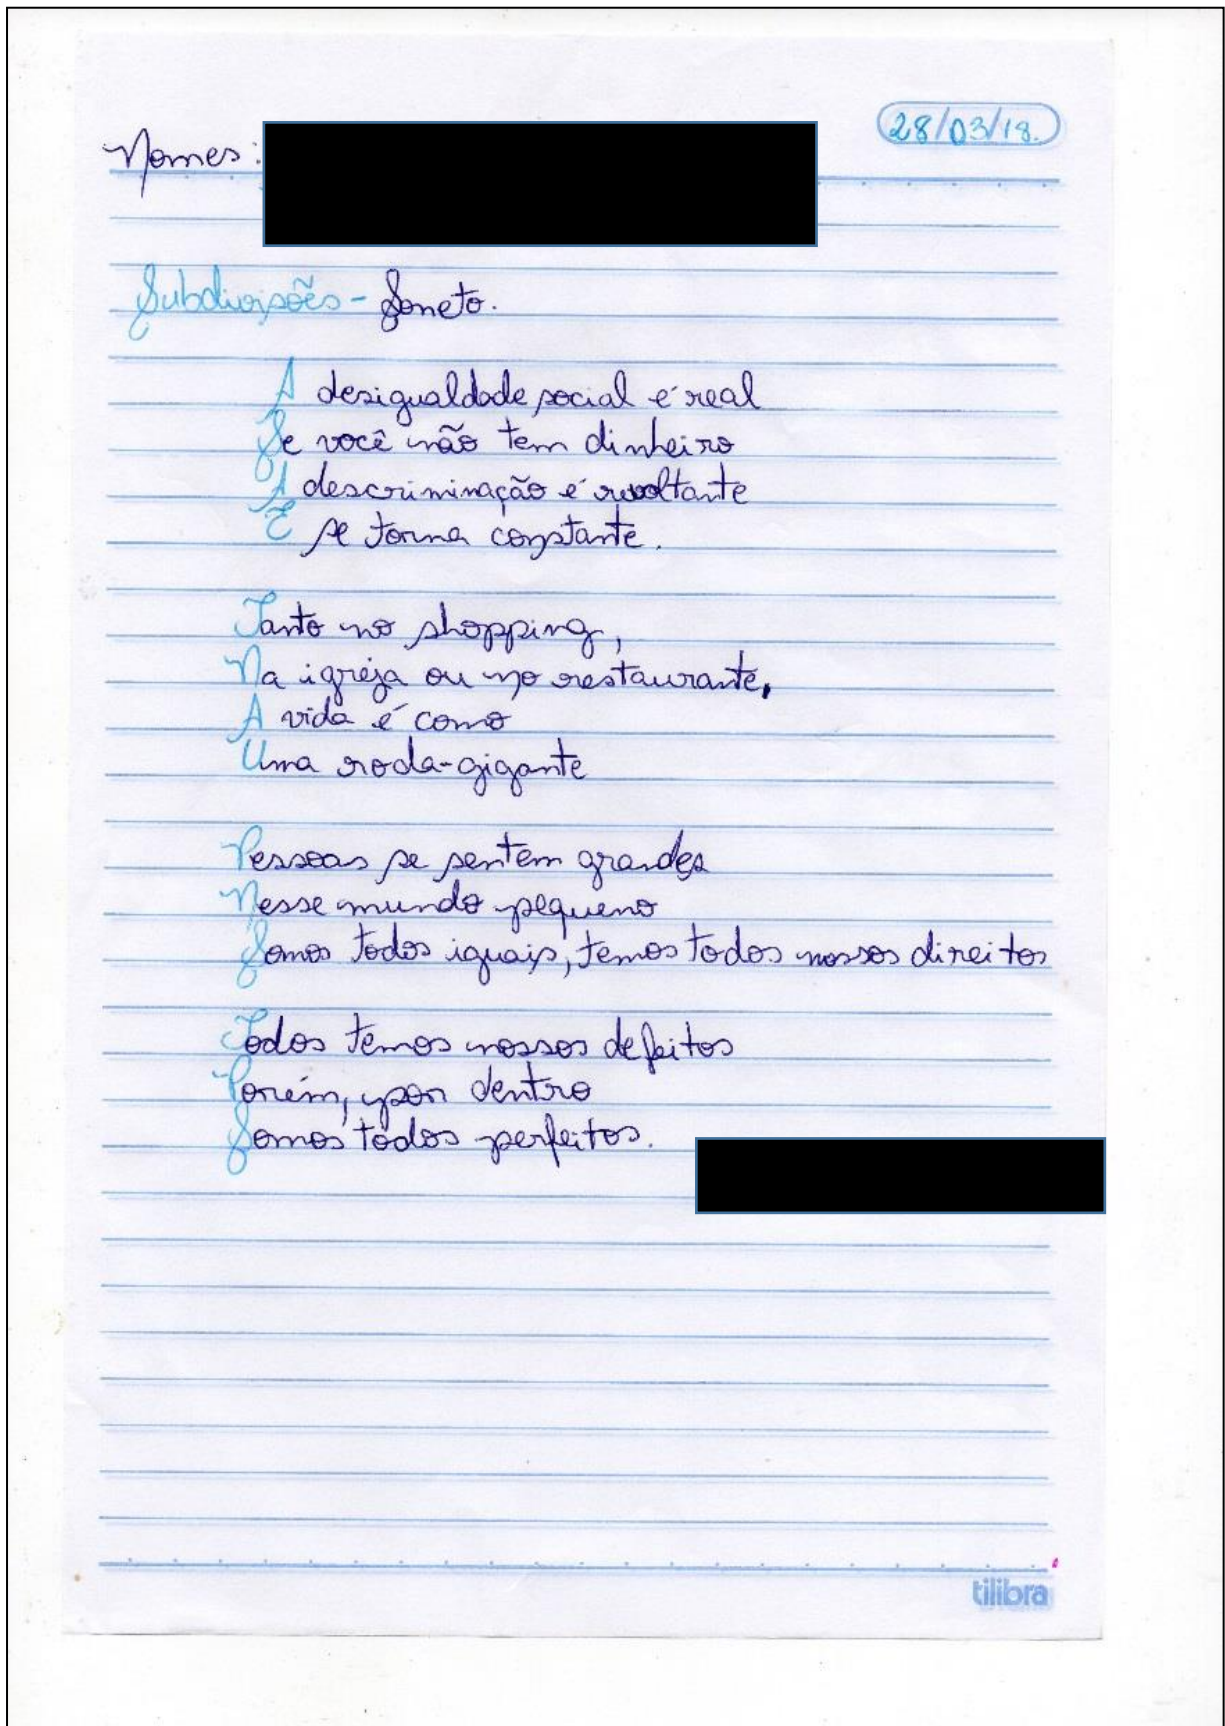 28/03/18.
Nomes:
Subdivisões - Soneto.
A desigualdade social é real
Se você não tem dinheiro
A descriminação é revoltante
E se torna constante.
Tanto no shopping,
Na igreja ou no restaurante,
A vida é como
Uma roda-gigante
Pessoas se sentem grandes
Nesse mundo pequeno
Somos todos iguais, temos todos nossos direitos
Todos temos nossos defeitos
Porém, por dentro
Somos todos perfeitos.
tilibra